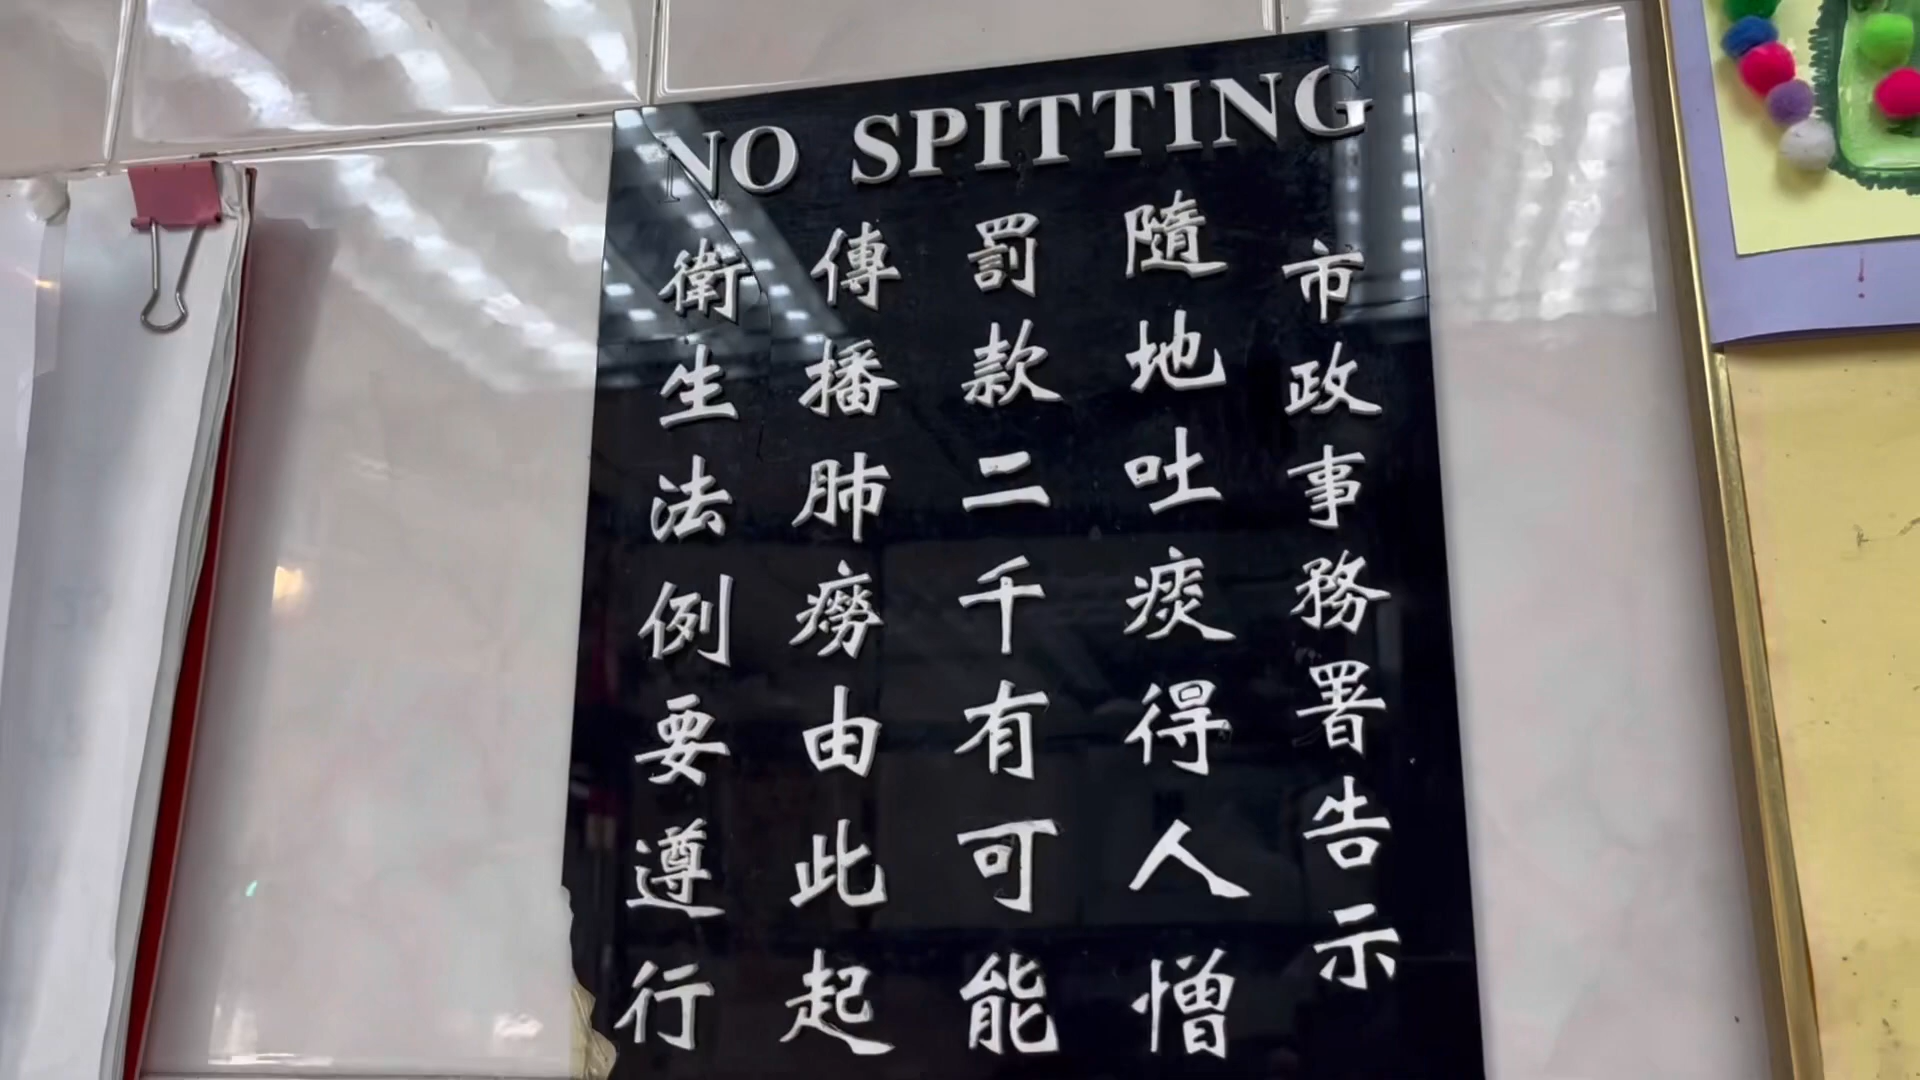 NO SPITTING
市政事務署告示
隨地吐痰得人憎
罰款二千有可能
傳播肺癆由此起
衛生法例要遵行